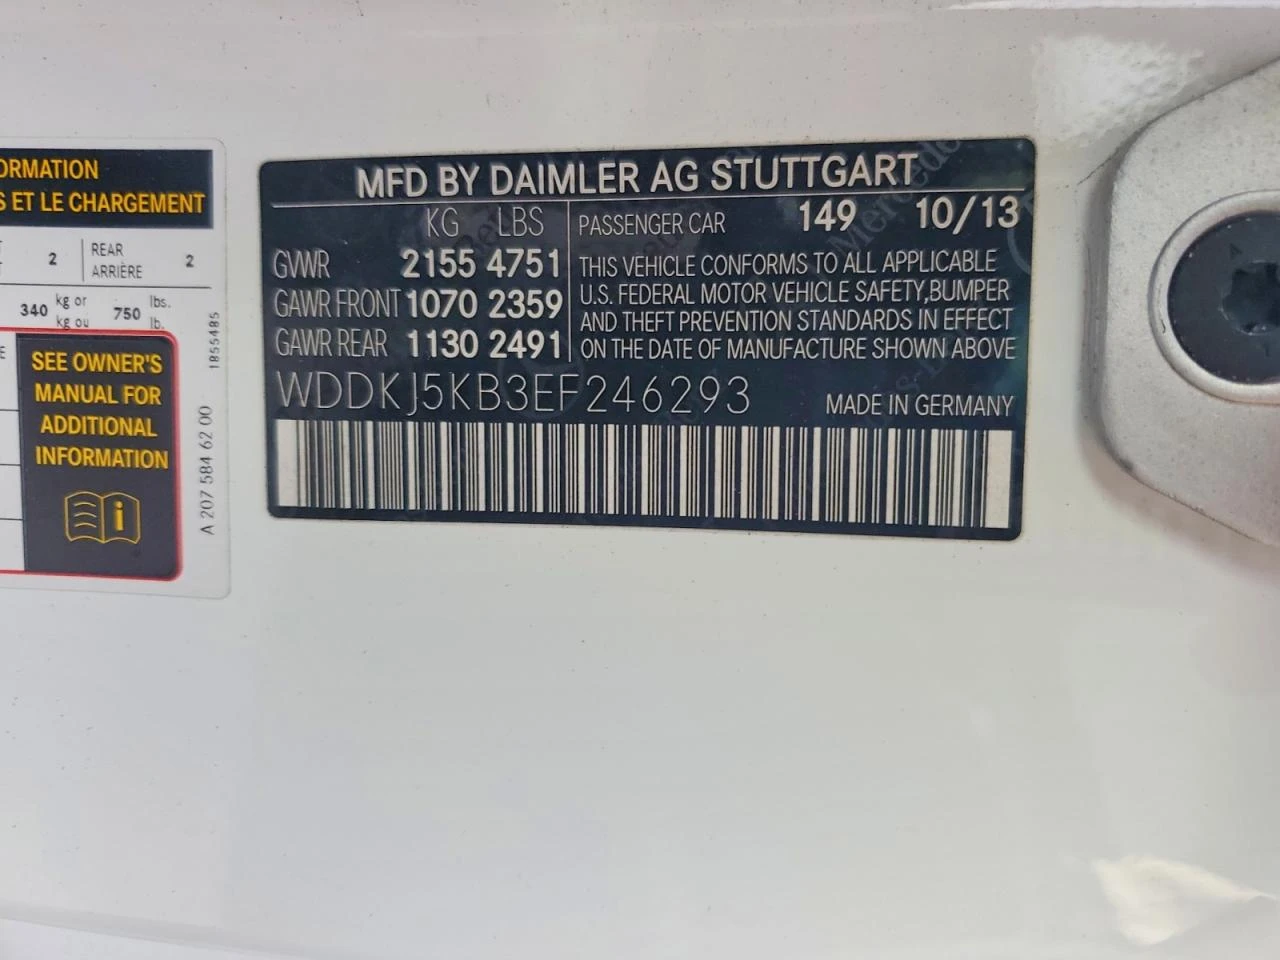 ORMATION
S ET LE CHARGEMENT
2
REAR
ARRIÈRE
2
340 kg or
kg ou
750 lbs.
lb.
SEE OWNER'S
MANUAL FOR
ADDITIONAL
INFORMATION
i
1855485
A 207 584 62 00
MFD BY DAIMLER AG STUTTGART
KG LBS
GVWR 2155 4751
GAWR FRONT 1070 2359
GAWR REAR 1130 2491
PASSENGER CAR 149 10/13
THIS VEHICLE CONFORMS TO ALL APPLICABLE
U.S. FEDERAL MOTOR VEHICLE SAFETY,BUMPER
AND THEFT PREVENTION STANDARDS IN EFFECT
ON THE DATE OF MANUFACTURE SHOWN ABOVE
WDDKJ5KB3EF246293
MADE IN GERMANY